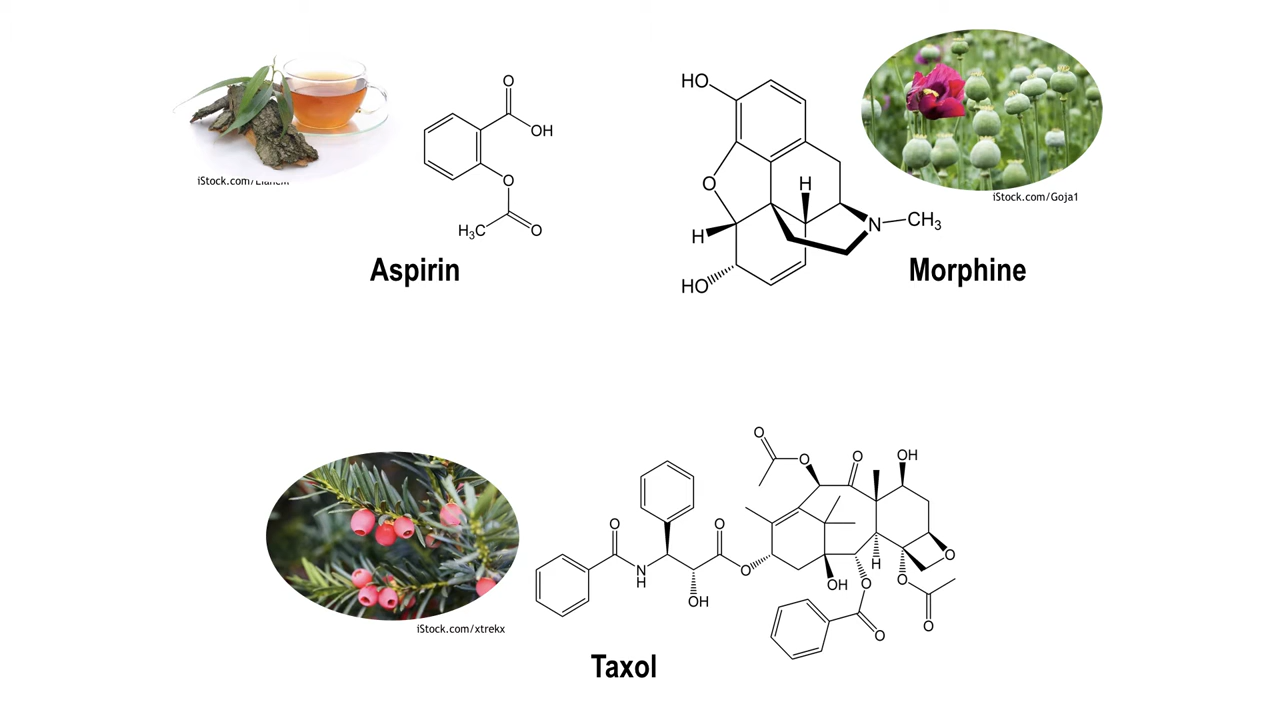 O
OH
O
H₃C
O
iStock.com/
Aspirin
HO
O
H
H
N
CH₃
HO
iStock.com/Goja1
Morphine
iStock.com/xtrekx
O
N
H
OH
O
O
O
O
O
OH
OH
H
O
O
O
O
O
Taxol